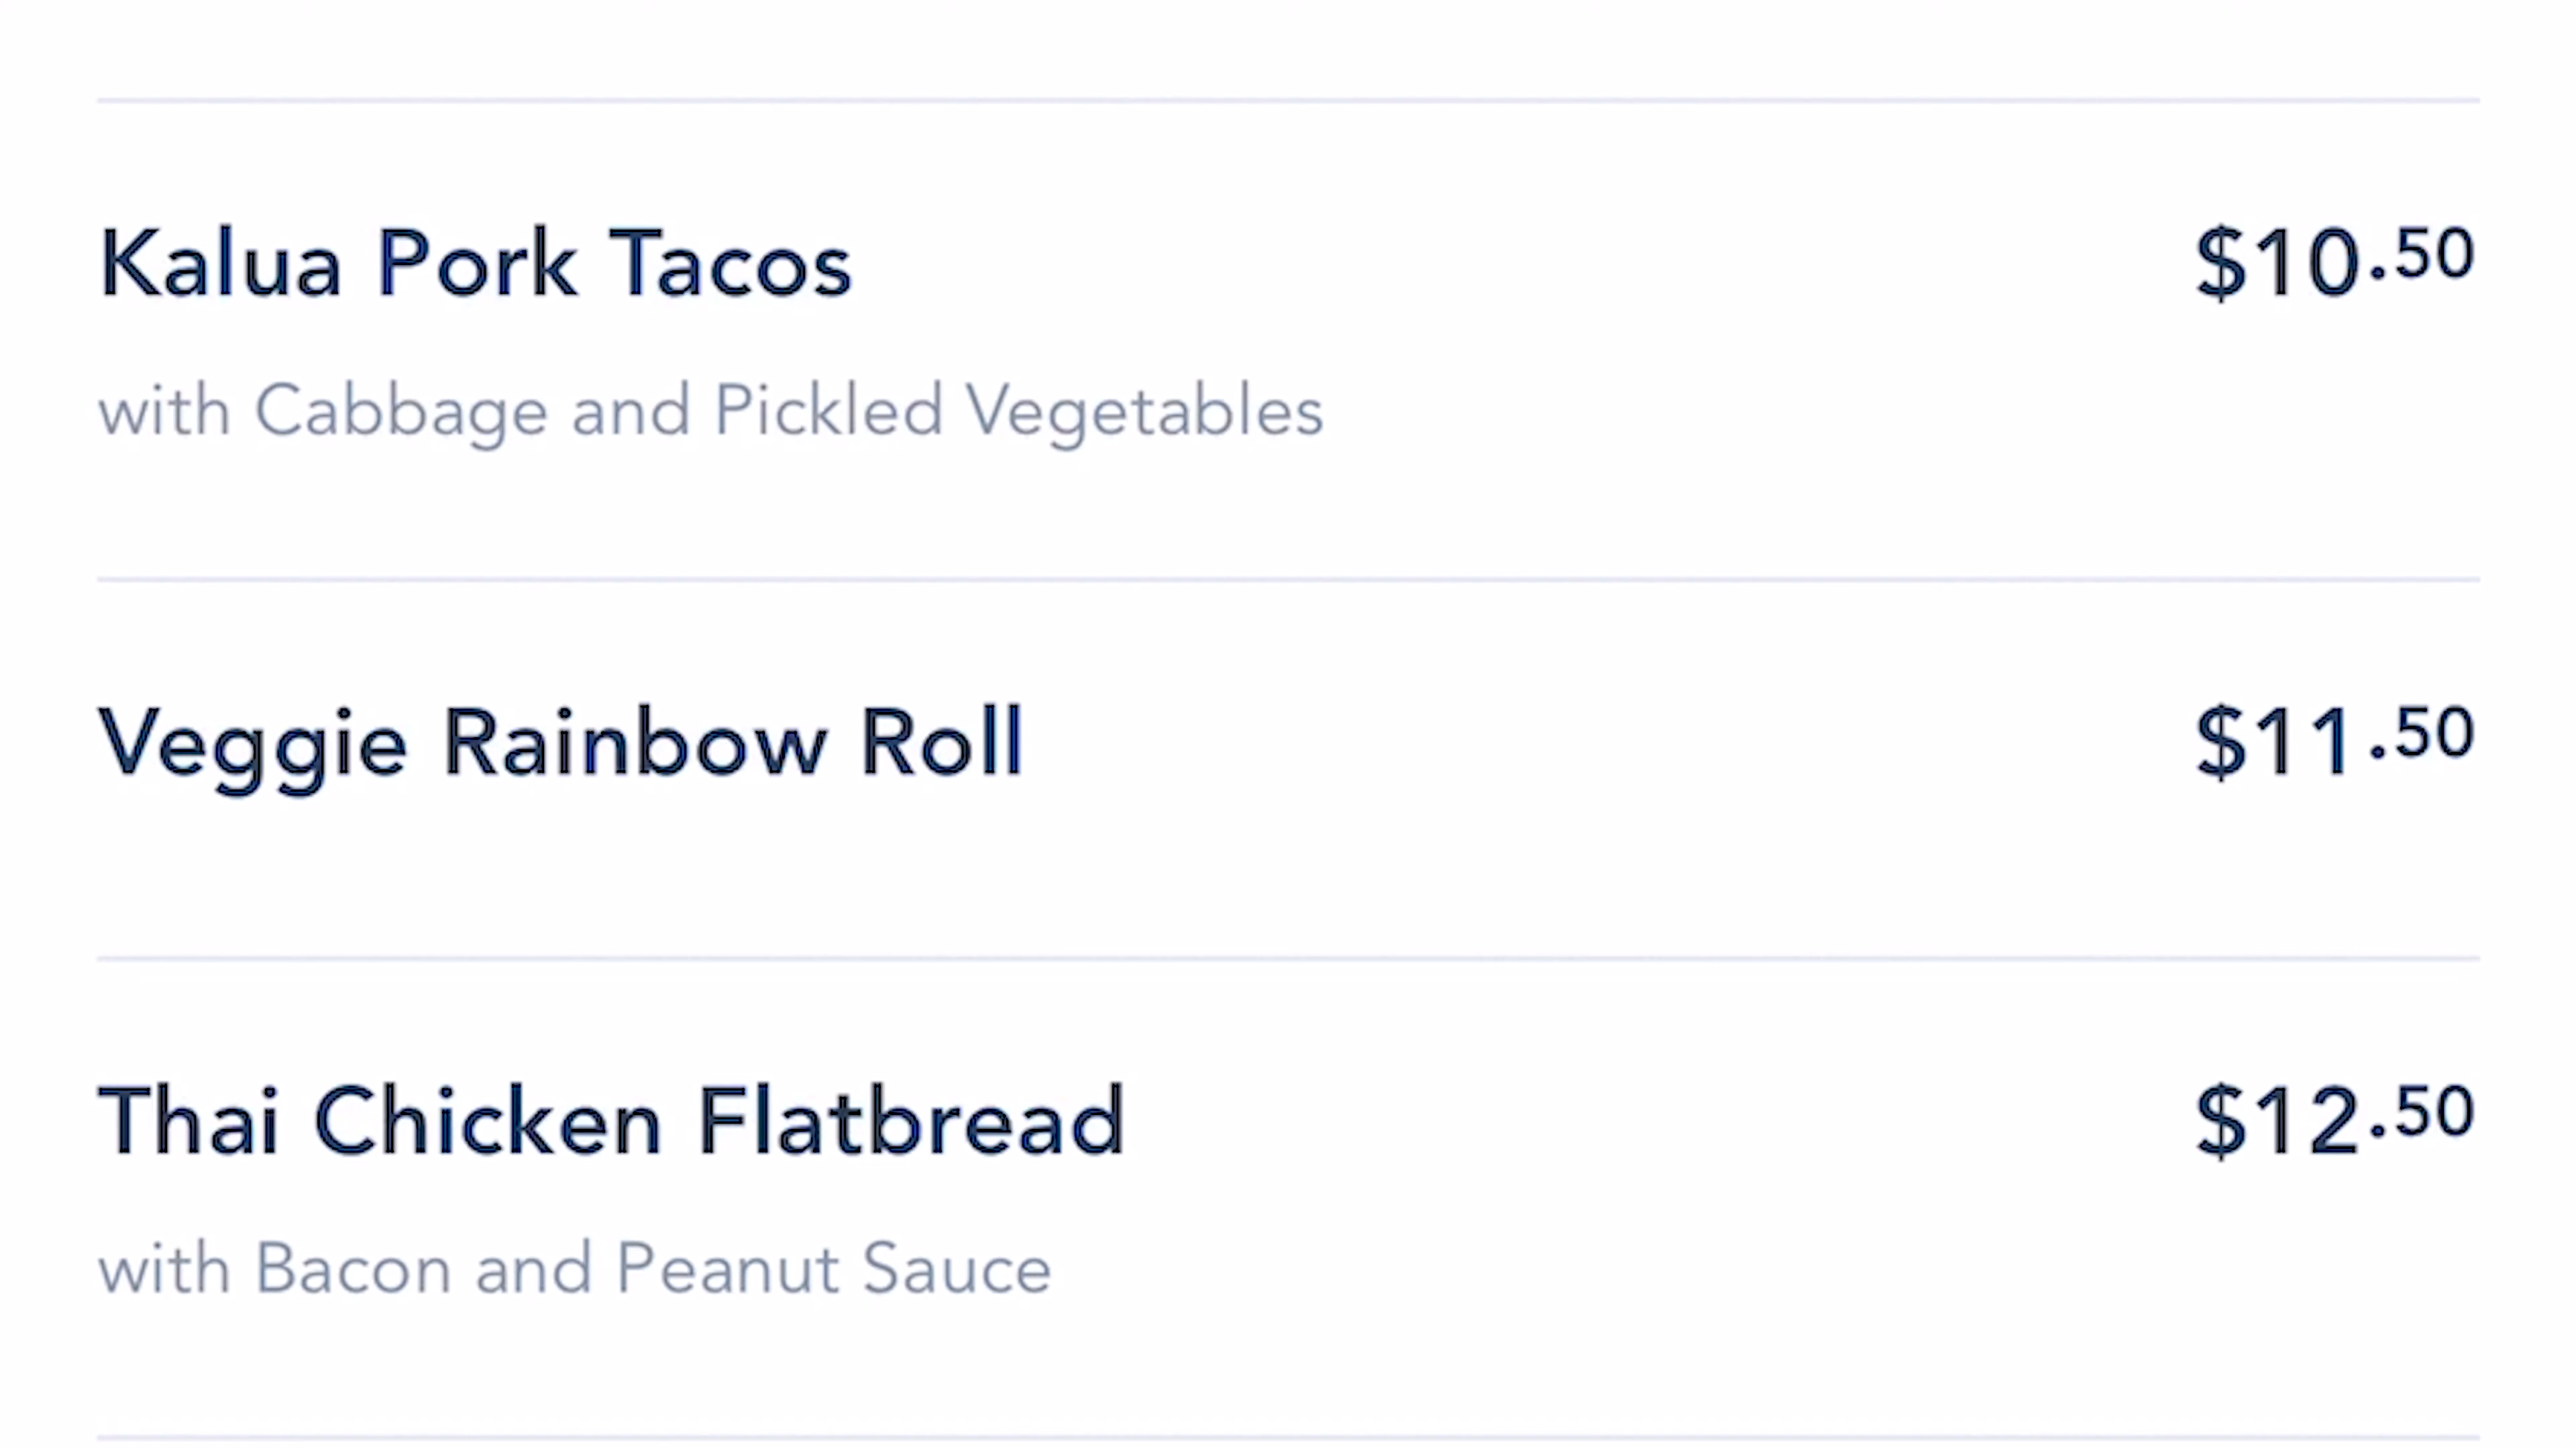 Kalua Pork Tacos $10.50
with Cabbage and Pickled Vegetables
Veggie Rainbow Roll $11.50
Thai Chicken Flatbread $12.50
with Bacon and Peanut Sauce